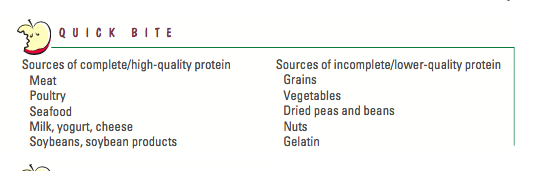 QUICK BITE
Sources of complete/high-quality protein
Meat
Poultry
Seafood
Milk, yogurt, cheese
Soybeans, soybean products
Sources of incomplete/lower-quality protein
Grains
Vegetables
Dried peas and beans
Nuts
Gelatin